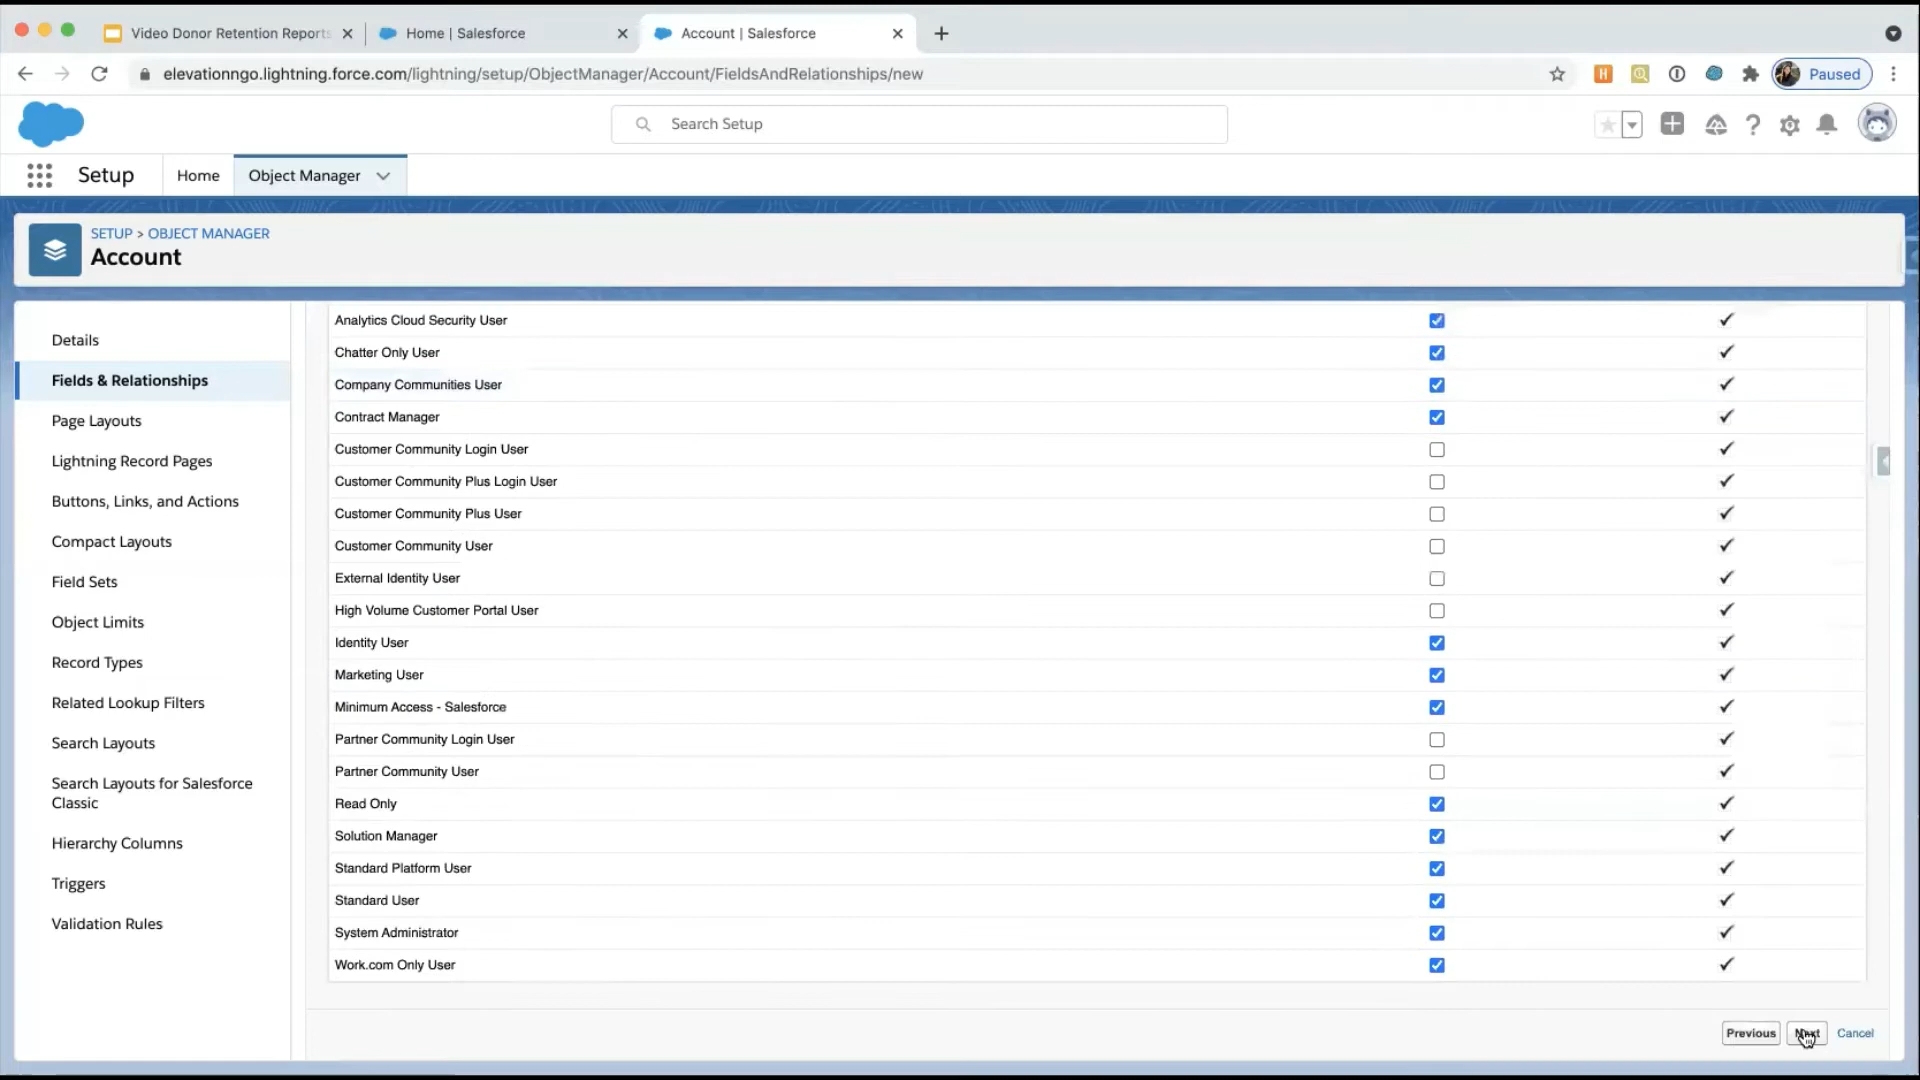 Video Donor Retention Reports
Home | Salesforce
Account | Salesforce
elevationngo.lightning.force.com/lightning/setup/ObjectManager/Account/FieldsAndRelationships/new
Paused
Search Setup
Setup
Home
Object Manager
SETUP > OBJECT MANAGER
Account
Details
Fields & Relationships
Page Layouts
Lightning Record Pages
Buttons, Links, and Actions
Compact Layouts
Field Sets
Object Limits
Record Types
Related Lookup Filters
Search Layouts
Search Layouts for Salesforce
Classic
Hierarchy Columns
Triggers
Validation Rules
Analytics Cloud Security User
Chatter Only User
Company Communities User
Contract Manager
Customer Community Login User
Customer Community Plus Login User
Customer Community Plus User
Customer Community User
External Identity User
High Volume Customer Portal User
Identity User
Marketing User
Minimum Access - Salesforce
Partner Community Login User
Partner Community User
Read Only
Solution Manager
Standard Platform User
Standard User
System Administrator
Work.com Only User
Previous
Next
Cancel